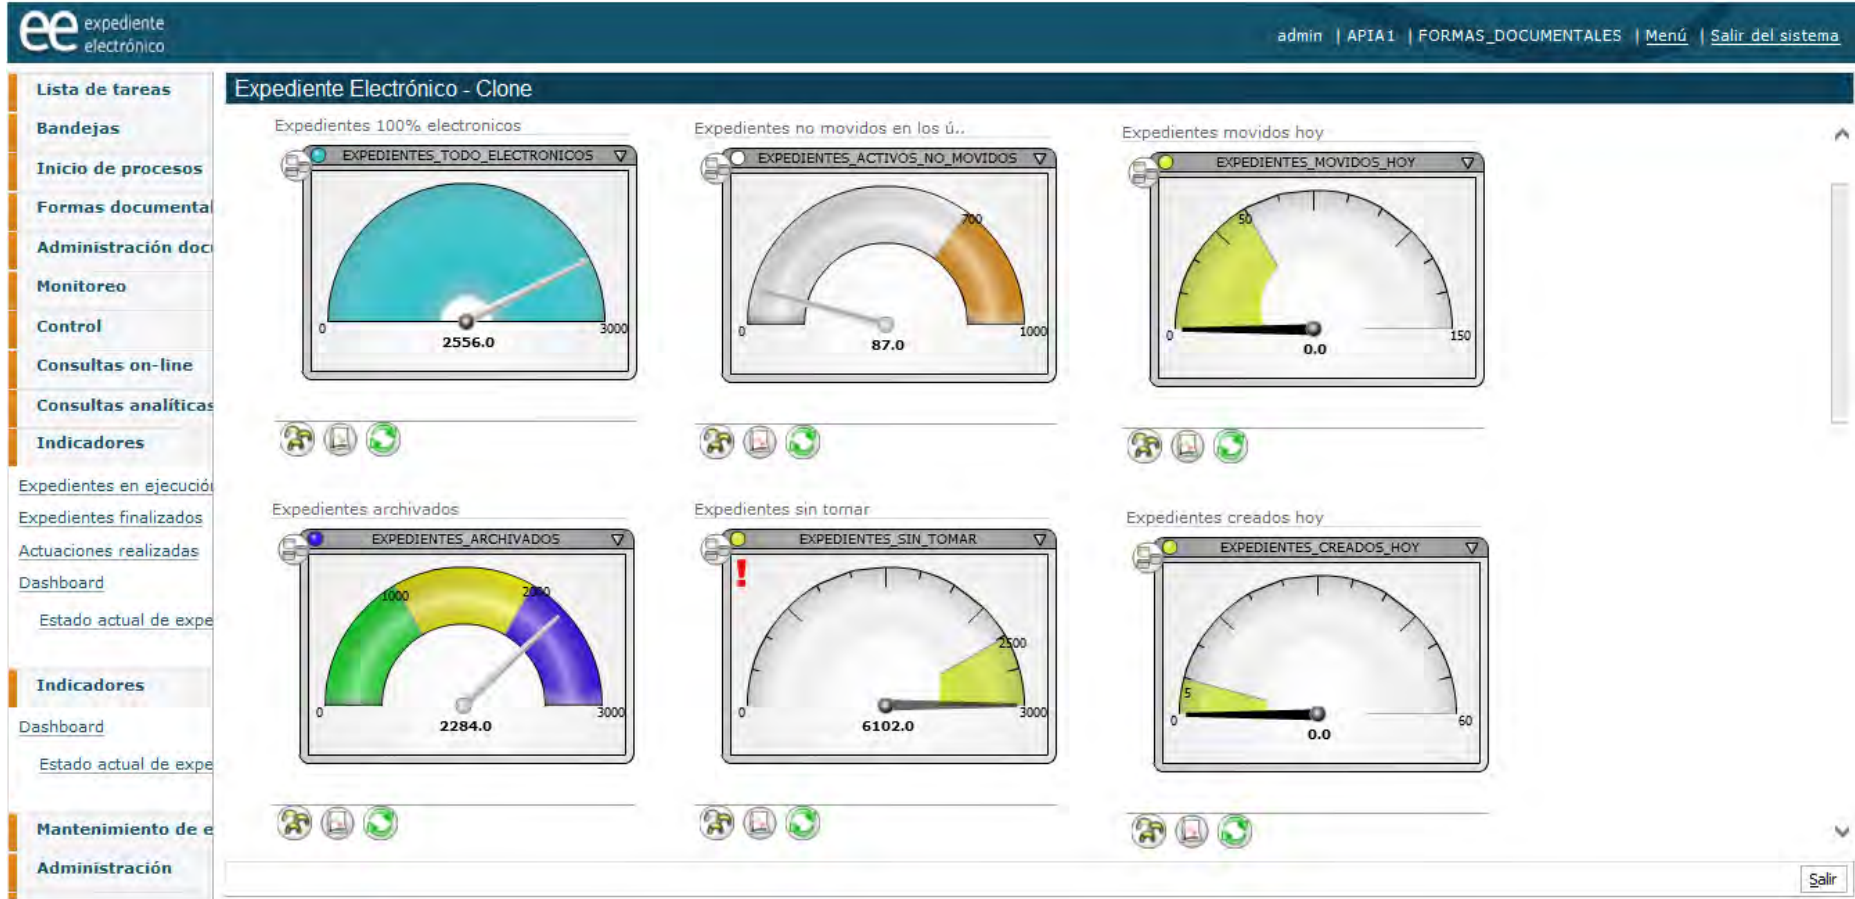 ee expediente
electrónico
admin | APIA1 | FORMAS_DOCUMENTALES | Menú | Salir del sistema
Lista de tareas
Bandejas
Inicio de procesos
Formas documental
Administración doc
Monitoreo
Control
Consultas on-line
Consultas analíticas
Indicadores
Expedientes en ejecución
Expedientes finalizados
Actuaciones realizadas
Dashboard
Estado actual de expe
Indicadores
Dashboard
Estado actual de expe
Mantenimiento de e
Administración
Expediente Electrónico - Clone
Expedientes 100% electronicos
EXPEDIENTES_TODO_ELECTRONICOS
0
3000
2556.0
Expedientes no movidos en los ú..
EXPEDIENTES_ACTIVOS_NO_MOVIDOS
700
0
1000
87.0
Expedientes movidos hoy
EXPEDIENTES_MOVIDOS_HOY
50
0
150
0.0
Expedientes archivados
EXPEDIENTES_ARCHIVADOS
1000
2000
0
3000
2284.0
Expedientes sin tomar
EXPEDIENTES_SIN_TOMAR
!
2500
0
3000
6102.0
Expedientes creados hoy
EXPEDIENTES_CREADOS_HOY
5
0
60
0.0
Salir